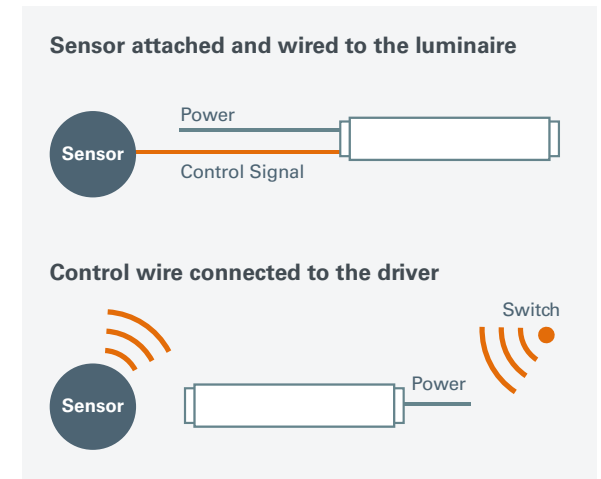 Sensor attached and wired to the luminaire
Power
Sensor
Control Signal
Control wire connected to the driver
Switch
Power
Sensor